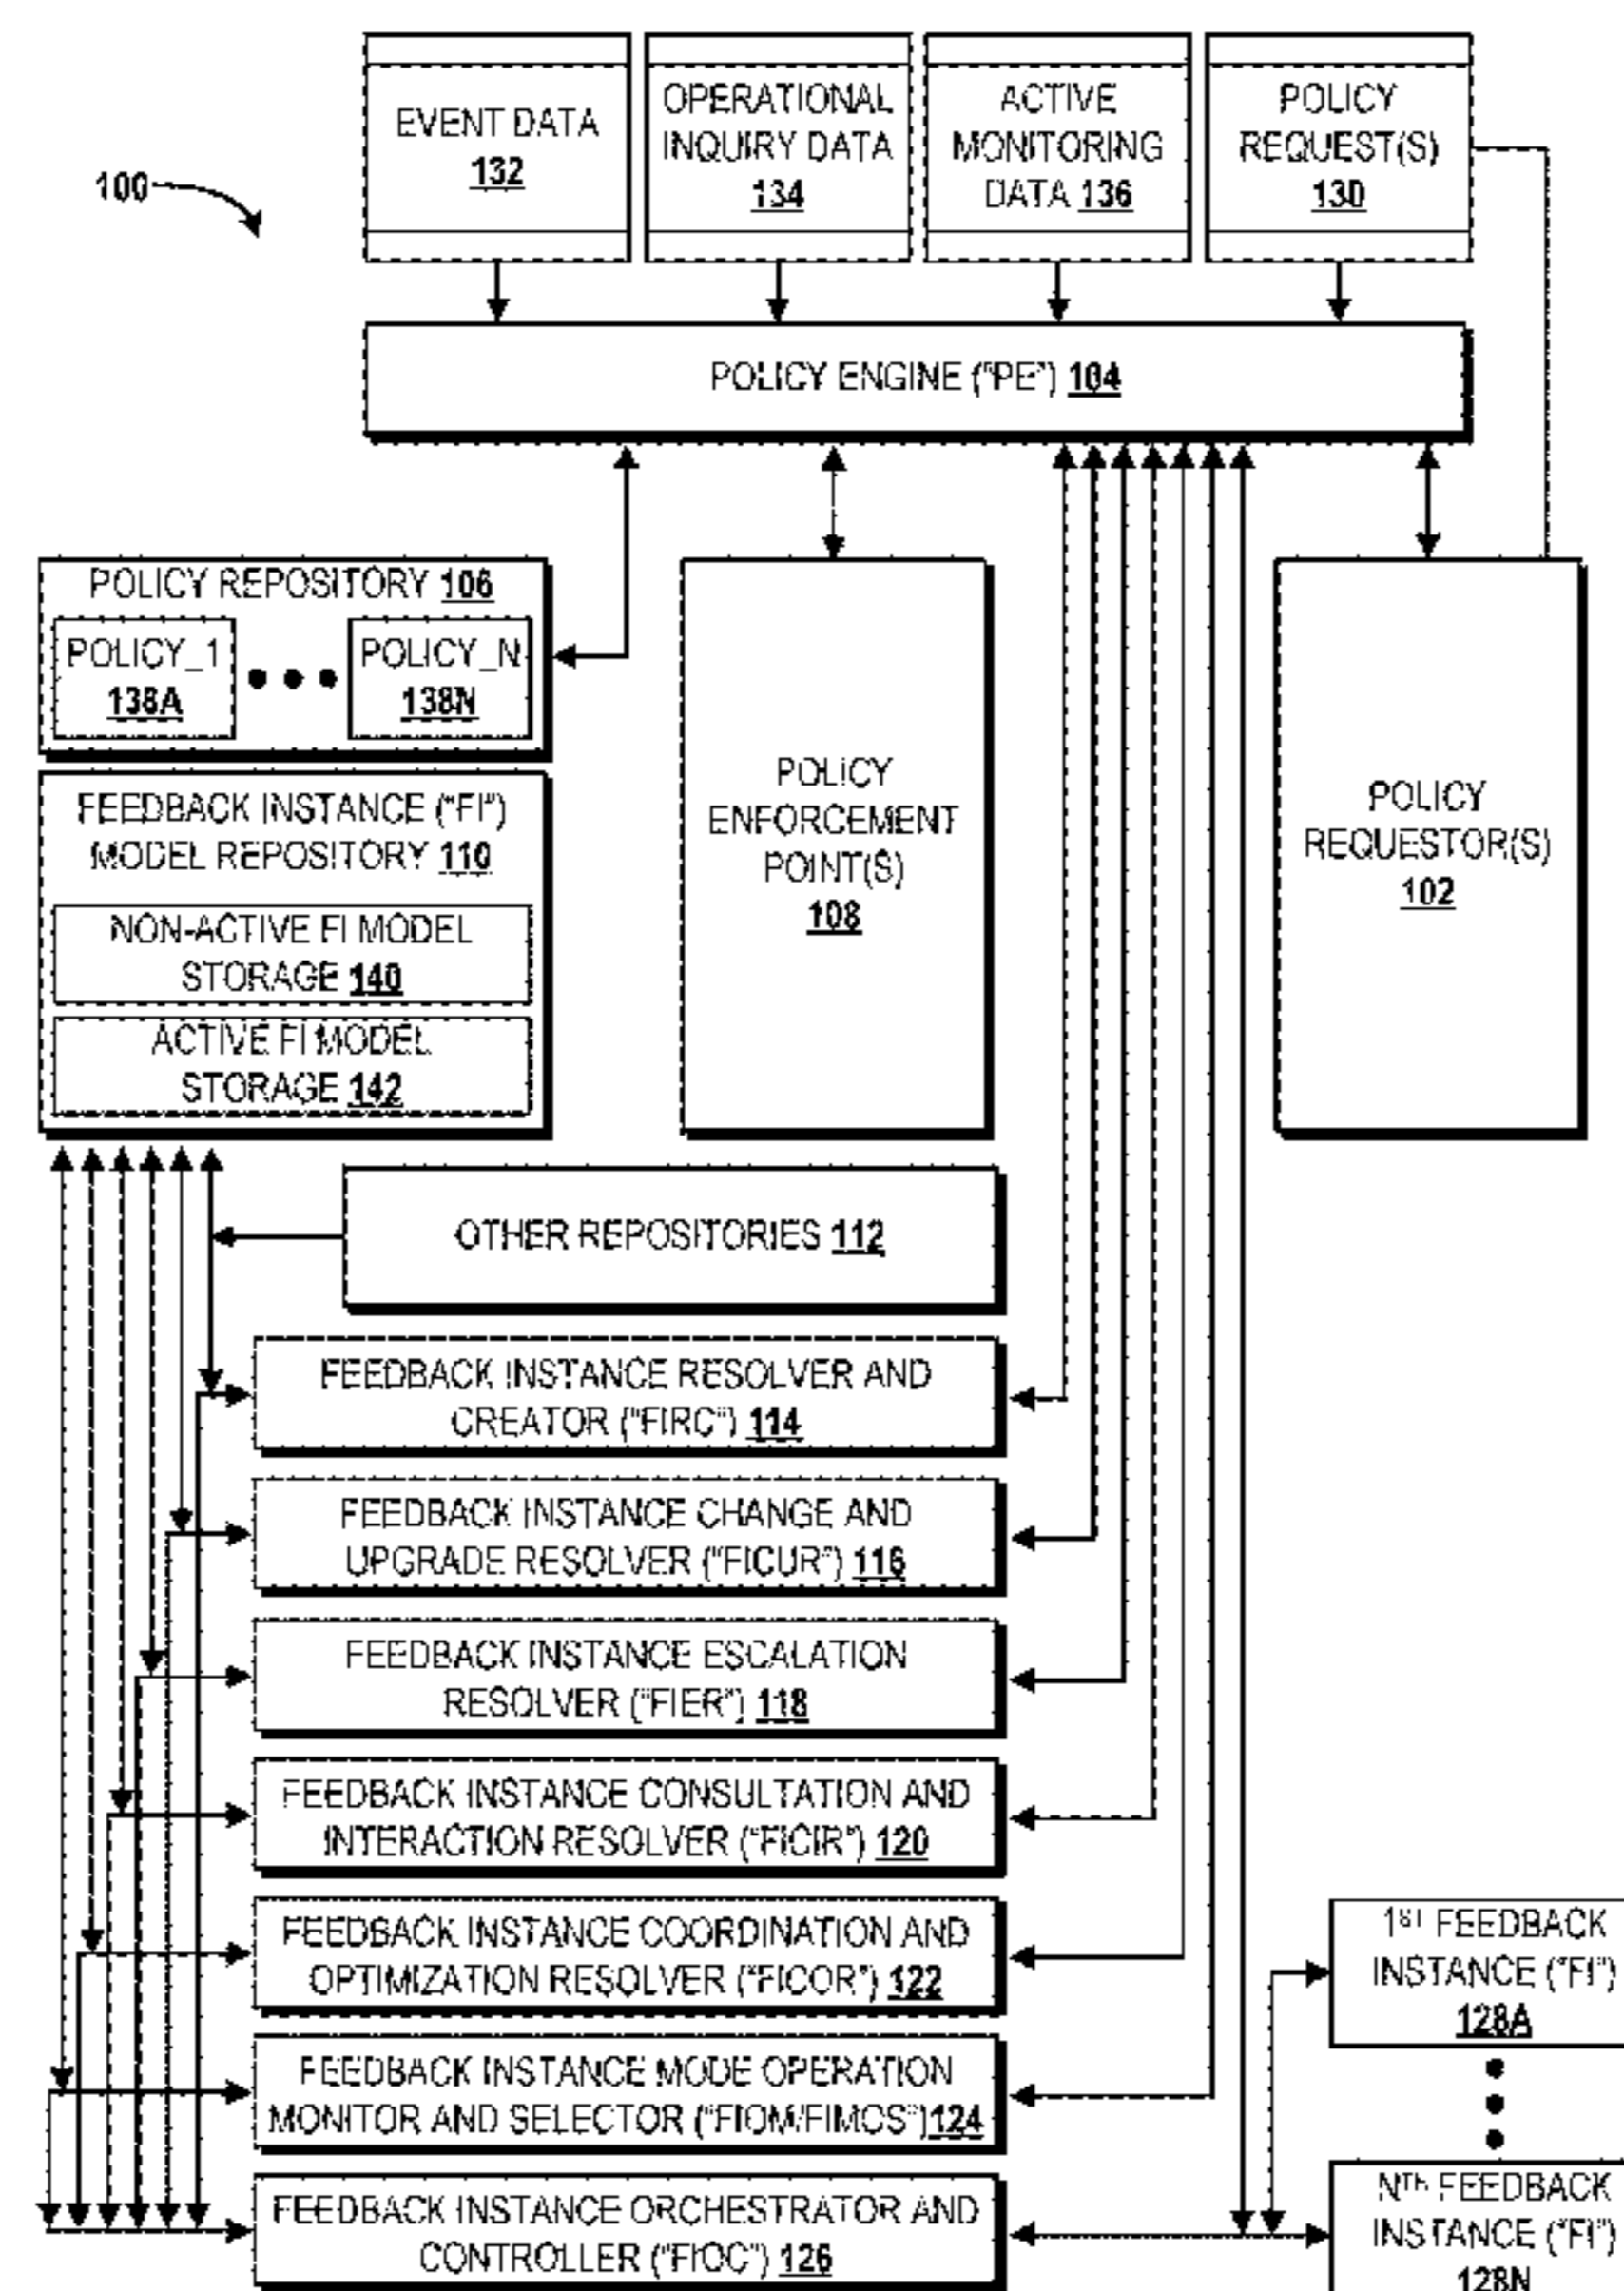 100
EVENT DATA
132
OPERATIONAL
INQUIRY DATA
134
ACTIVE
MONITORING
DATA 136
POLICY
REQUEST(S)
130
POLICY ENGINE ("PE") 104
POLICY REPOSITORY 106
POLICY_1
138A
POLICY_N
138N
FEEDBACK INSTANCE ("FI")
MODEL REPOSITORY 110
NON-ACTIVE FI MODEL
STORAGE 140
ACTIVE FI MODEL
STORAGE 142
POLICY
ENFORCEMENT
POINT(S)
108
POLICY
REQUESTOR(S)
102
OTHER REPOSITORIES 112
FEEDBACK INSTANCE RESOLVER AND
CREATOR ("FIRC") 114
FEEDBACK INSTANCE CHANGE AND
UPGRADE RESOLVER ("FICUR") 116
FEEDBACK INSTANCE ESCALATION
RESOLVER ("FIER") 118
FEEDBACK INSTANCE CONSULTATION AND
INTERACTION RESOLVER ("FICIR") 120
FEEDBACK INSTANCE COORDINATION AND
OPTIMIZATION RESOLVER ("FICOR") 122
FEEDBACK INSTANCE MODE OPERATION
MONITOR AND SELECTOR ("FIOM/FIMOS") 124
FEEDBACK INSTANCE ORCHESTRATOR AND
CONTROLLER ("FIOC") 126
1ST FEEDBACK
INSTANCE ("FI")
128A
NTH FEEDBACK
INSTANCE ("FI")
128N